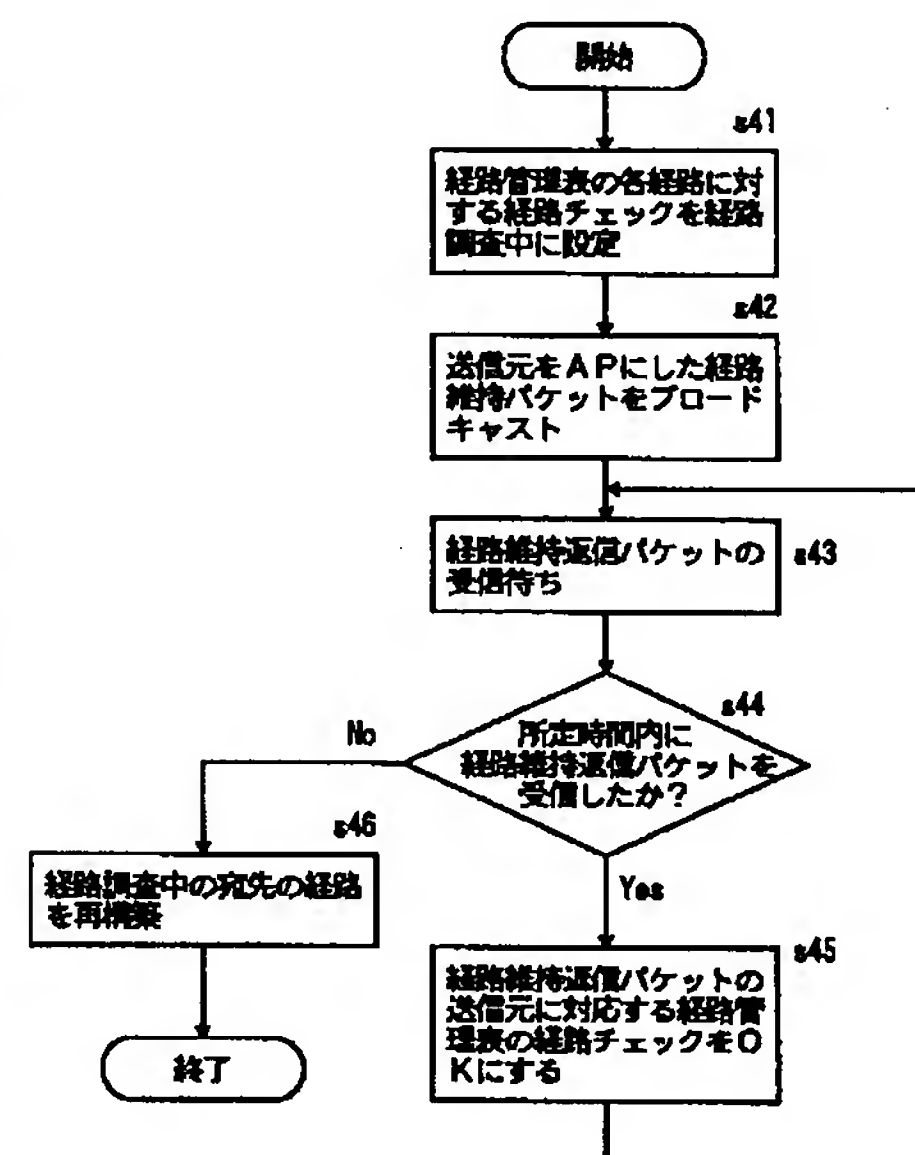 開始
s41
経路管理表の各経路に対
する経路チェックを経路
調査中に設定
s42
送信元をAPにした経路
維持パケットをブロード
キャスト
経路維持返信パケットの
受信待ち
s43
s44
所定時間内に
経路維持返信パケットを
受信したか？
No
Yes
s46
経路調査中の宛先の経路
を再構築
終了
s45
経路維持返信パケットの
送信元に対応する経路管
理表の経路チェックをO
Kにする